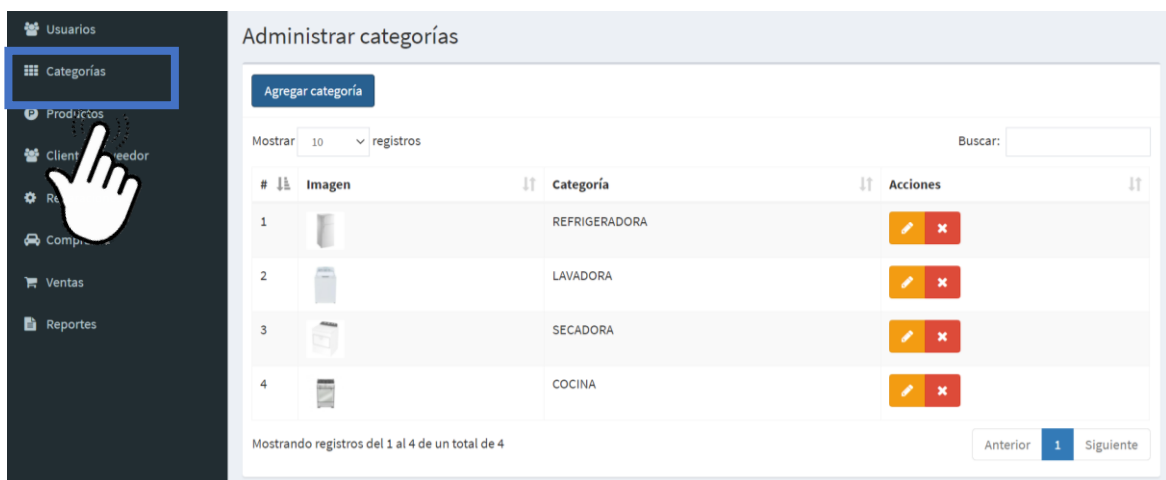 Usuarios
Categorías
Productos
Ventas
Reportes
Administrar categorías
Agregar categoría
Mostrar 10 registros
Buscar:
# Imagen Categoría Acciones
1 REFRIGERADORA
2 LAVADORA
3 SECADORA
4 COCINA
Mostrando registros del 1 al 4 de un total de 4
Anterior 1 Siguiente